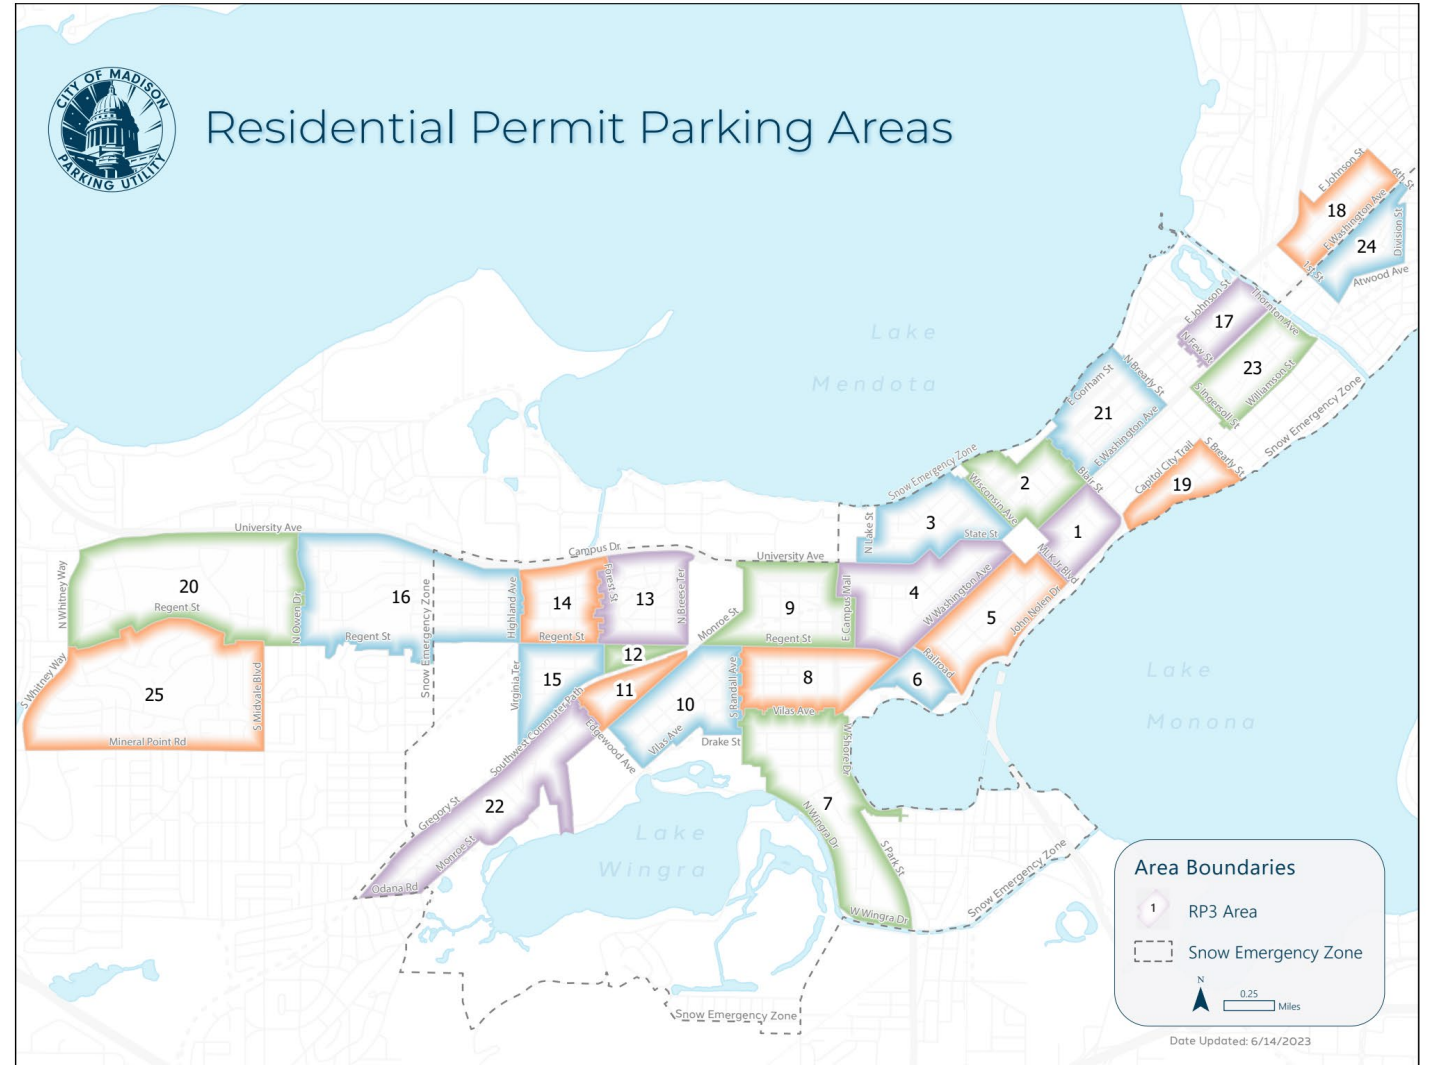 CITY OF MADISON
PARKING UTILITY
Residential Permit Parking Areas
E Johnson St
6th St
18
E Washington Ave
24
Division St
1st St
Atwood Ave
E Johnson St
Thornton Ave
17
N Few St
23
Williamson St
S Ingersoll St
Snow Emergency Zone
Lake
Mendota
N Brearly St
E Gorham St
21
E Washington Ave
Snow Emergency Zone
Capitol City Trail
S Brearly St
19
Blair St
2
Wisconsin Ave
3
N Lake St
State St
1
MLK Jr Blvd
University Ave
Campus Dr
University Ave
N Whitney Way
20
Regent St
N Owen Dr
16
Regent St
Snow Emergency Zone
Highland Ave
14
Regent St
Forest St
13
N Breese Ter
Monroe St
9
Regent St
E Campus Mall
4
W Washington Ave
5
John Nolen Dr
Railroad
6
S Whitney Way
25
S Midvale Blvd
Mineral Point Rd
Virginia Ter
15
12
11
10
S Randall Ave
8
Vilas Ave
Southwest Commuter Path
Edgewood Ave
Vilas Ave
Drake St
W Shore Dr
Lake
Monona
22
Gregory St
Monroe St
Odana Rd
7
N Wingra Dr
S Park St
W Wingra Dr
Lake
Wingra
Snow Emergency Zone
Snow Emergency Zone
Area Boundaries
1
RP3 Area
Snow Emergency Zone
N
0.25
Miles
Date Updated: 6/14/2023